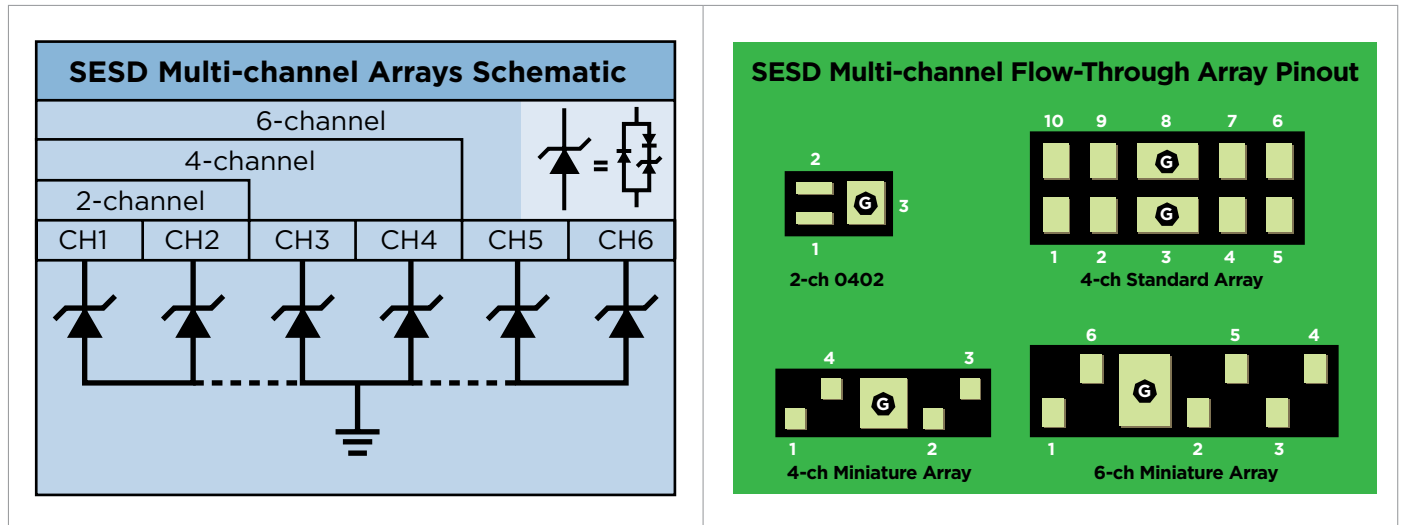 SESD Multi-channel Arrays Schematic
6-channel
4-channel
2-channel
=
CH1 CH2 CH3 CH4 CH5 CH6
SESD Multi-channel Flow-Through Array Pinout
2
G
3
1
2-ch 0402
10 9 8 7 6
G
G
1 2 3 4 5
4-ch Standard Array
4 3
G
1 2
4-ch Miniature Array
6 5 4
G
1 2 3
6-ch Miniature Array